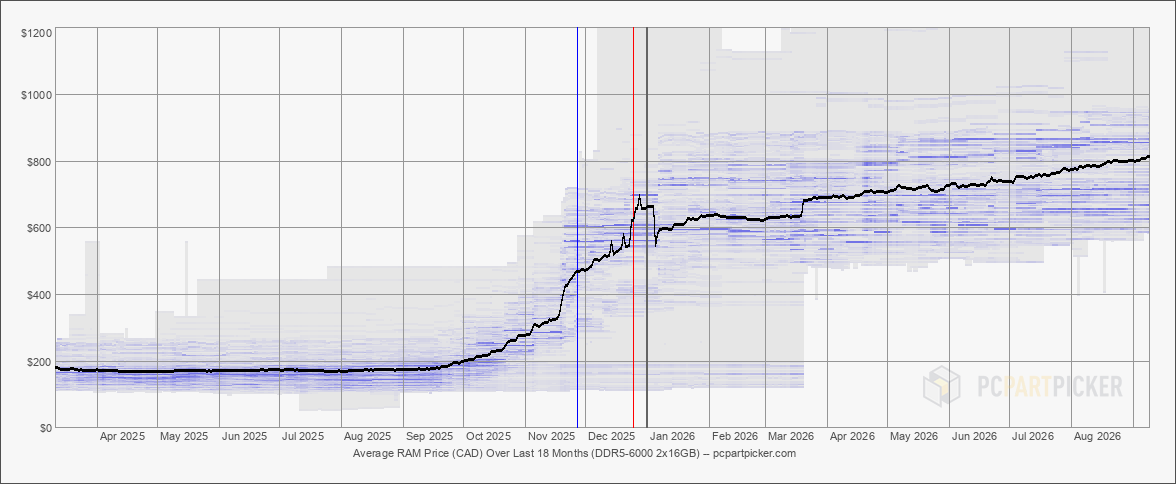 $1200
$1000
$800
$600
$400
$200
$0
Apr 2025 May 2025 Jun 2025 Jul 2025 Aug 2025 Sep 2025 Oct 2025 Nov 2025 Dec 2025 Jan 2026 Feb 2026 Mar 2026 Apr 2026 May 2026 Jun 2026 Jul 2026 Aug 2026
Average RAM Price (CAD) Over Last 18 Months (DDR5-6000 2x16GB) -- pcpartpicker.com
PCPARTPICKER